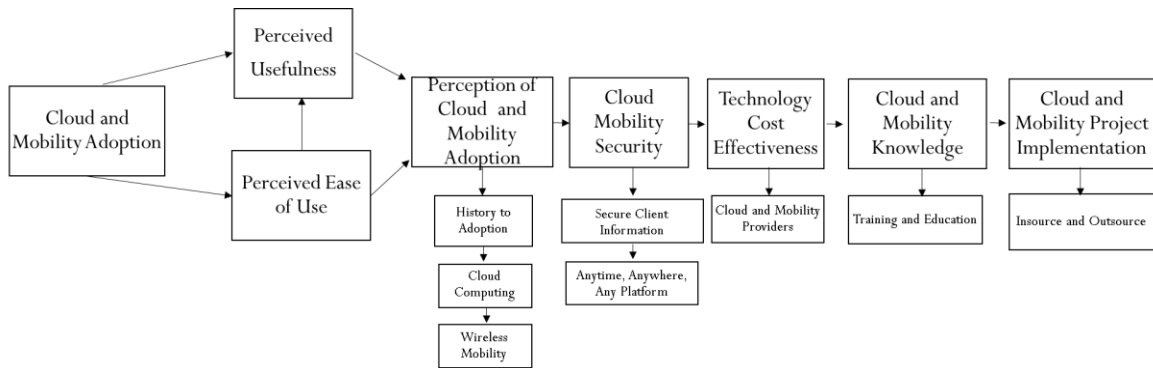 Cloud and
Mobility Adoption
Perceived
Usefulness
Perceived Ease
of Use
Perception of
Cloud and
Mobility
Adoption
History to
Adoption
Cloud
Computing
Wireless
Mobility
Cloud
Mobility
Security
Secure Client
Information
Anytime, Anywhere,
Any Platform
Technology
Cost
Effectiveness
Cloud and Mobility
Providers
Cloud and
Mobility
Knowledge
Training and Education
Cloud and
Mobility Project
Implementation
Insource and Outsource